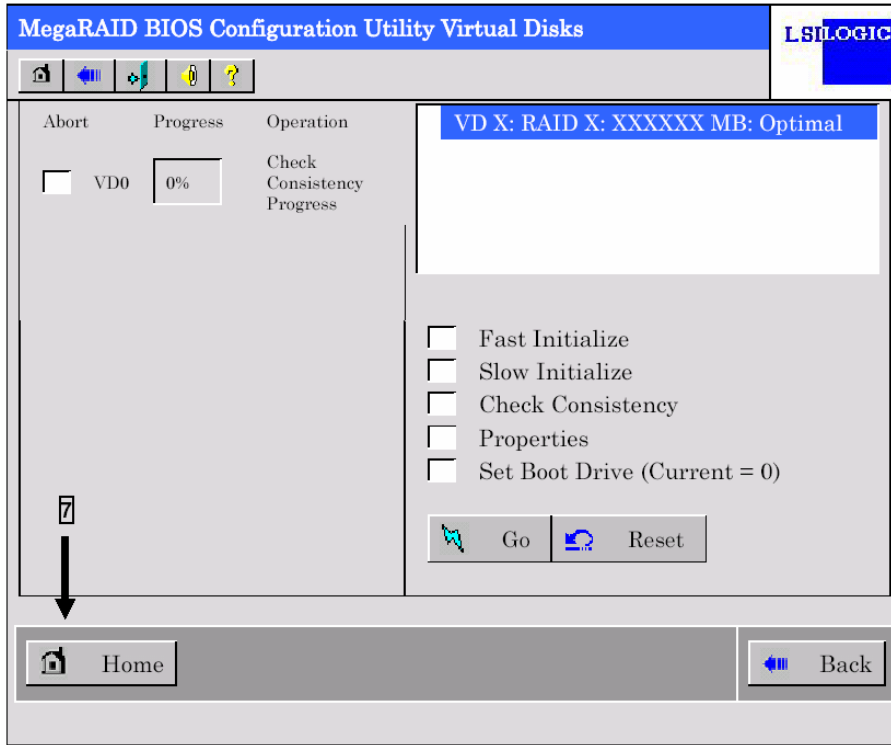 MegaRAID BIOS Configuration Utility Virtual Disks
LSILOGIC
Abort Progress Operation
VD0 0% Check
Consistency
Progress
VD X: RAID X: XXXXXX MB: Optimal
Fast Initialize
Slow Initialize
Check Consistency
Properties
Set Boot Drive (Current = 0)
Go Reset
7
Home Back